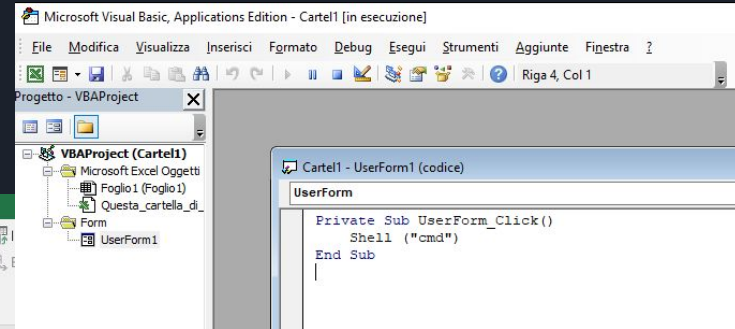 Microsoft Visual Basic, Applications Edition - Cartel1 [in esecuzione]
File Modifica Visualizza Inserisci Formato Debug Esegui Strumenti Aggiunte Finestra ?
Riga 4, Col 1
Progetto - VBAProject
VBAProject (Cartel1)
Microsoft Excel Oggetti
Foglio1 (Foglio1)
Questa_cartella_di_
Form
UserForm1
Cartel1 - UserForm1 (codice)
UserForm
Private Sub UserForm_Click()
Shell ("cmd")
End Sub